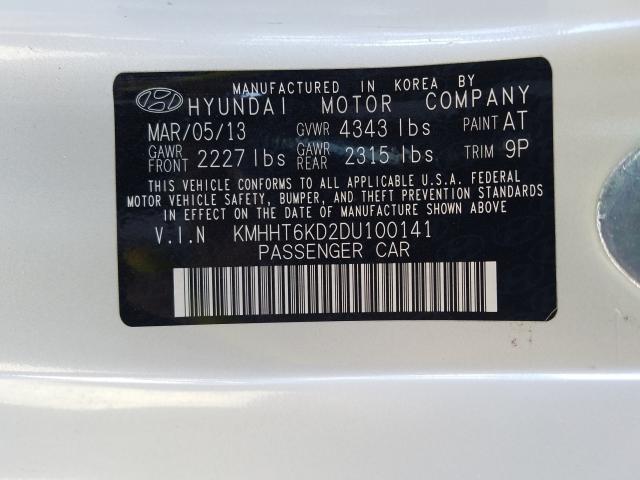 MANUFACTURED IN KOREA BY
HYUNDAI MOTOR COMPANY
MAR/05/13 GVWR 4343 lbs PAINT AT
GAWR FRONT 2227 lbs GAWR REAR 2315 lbs TRIM 9P
THIS VEHICLE CONFORMS TO ALL APPLICABLE U.S.A. FEDERAL
MOTOR VEHICLE SAFETY, BUMPER, AND THEFT PREVENTION STANDARDS
IN EFFECT ON THE DATE OF MANUFACTURE SHOWN ABOVE
V.I.N KMHHT6KD2DU100141
PASSENGER CAR